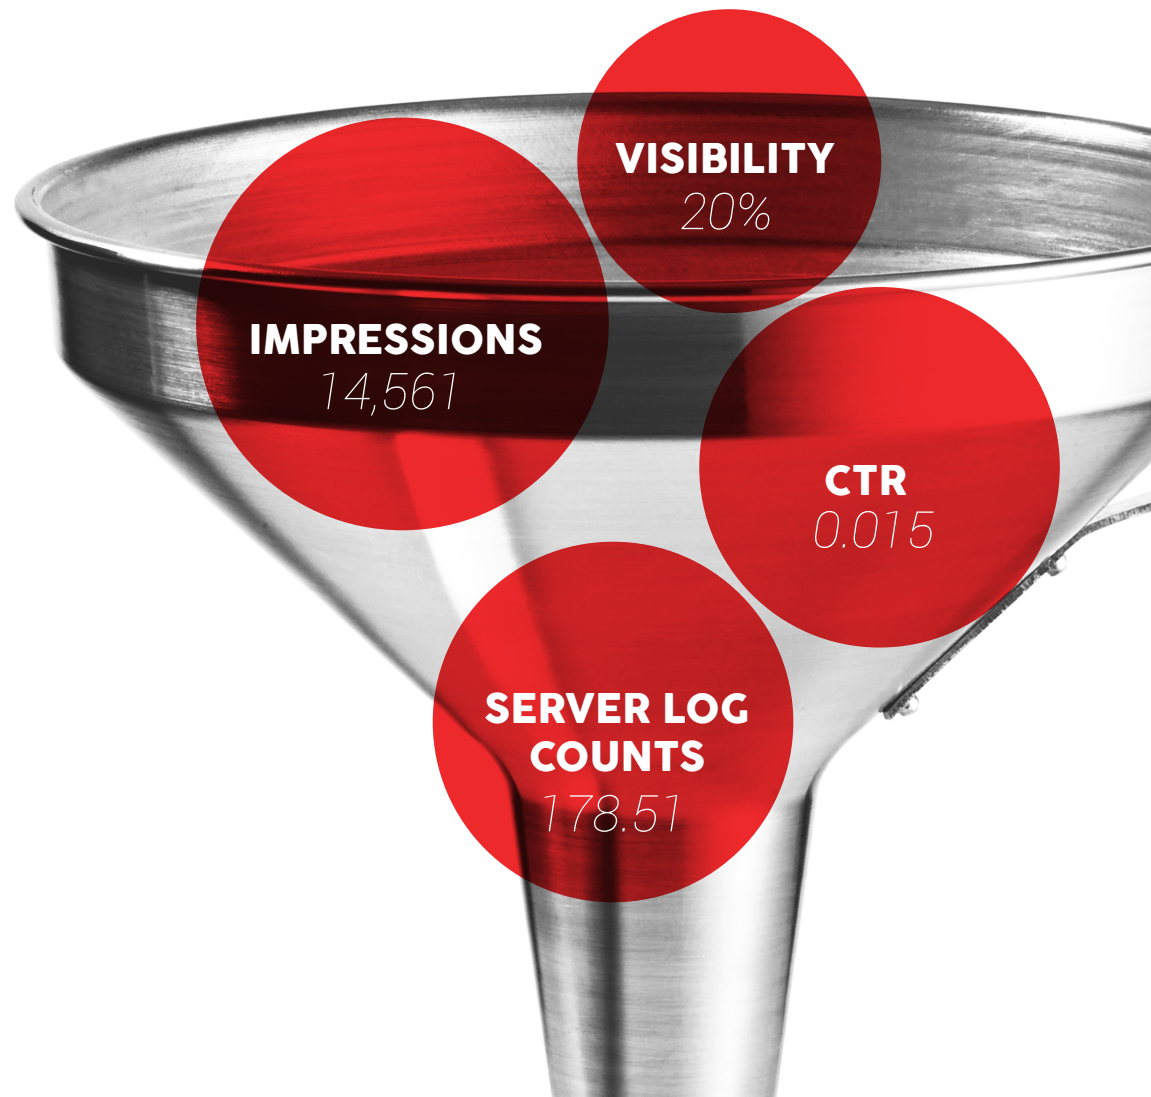 VISIBILITY
20%
IMPRESSIONS
14,561
CTR
0.015
SERVER LOG
COUNTS
178.51